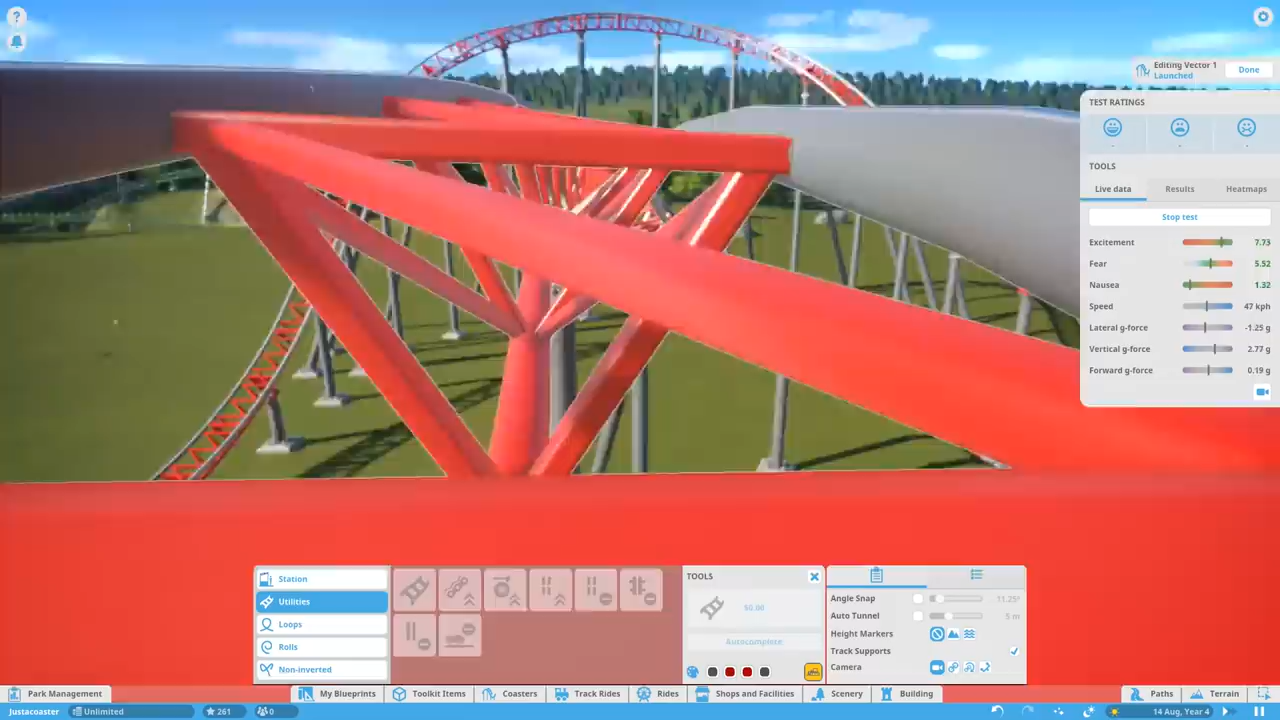 ?
Editing Vector 1
Launched
Done
TEST RATINGS
- - -
TOOLS
Live data Results Heatmaps
Stop test
Excitement 7.73
Fear 5.52
Nausea 1.32
Speed 47 kph
Lateral g-force -1.25 g
Vertical g-force 2.77 g
Forward g-force 0.19 g
Station
Utilities
Loops
Rolls
Non-inverted
TOOLS
$0.00
Autocomplete
Angle Snap 11.25°
Auto Tunnel 5 m
Height Markers
Track Supports
Camera
Park Management My Blueprints Toolkit Items Coasters Track Rides Rides Shops and Facilities Scenery Building Paths Terrain
Justacoaster Unlimited 261 0 14 Aug, Year 4